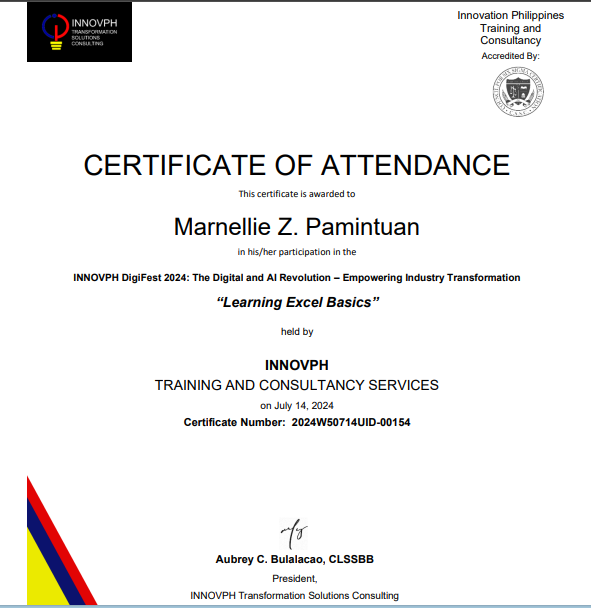 INNOVPH
TRANSFORMATION
SOLUTIONS
CONSULTING
Innovation Philippines
Training and
Consultancy
Accredited By:
CERTIFICATE OF ATTENDANCE
This certificate is awarded to
Marnellie Z. Pamintuan
in his/her participation in the
INNOVPH DigiFest 2024: The Digital and AI Revolution – Empowering Industry Transformation
“Learning Excel Basics”
held by
INNOVPH
TRAINING AND CONSULTANCY SERVICES
on July 14, 2024
Certificate Number: 2024W50714UID-00154
Aubrey C. Bulalacao, CLSSBB
President,
INNOVPH Transformation Solutions Consulting